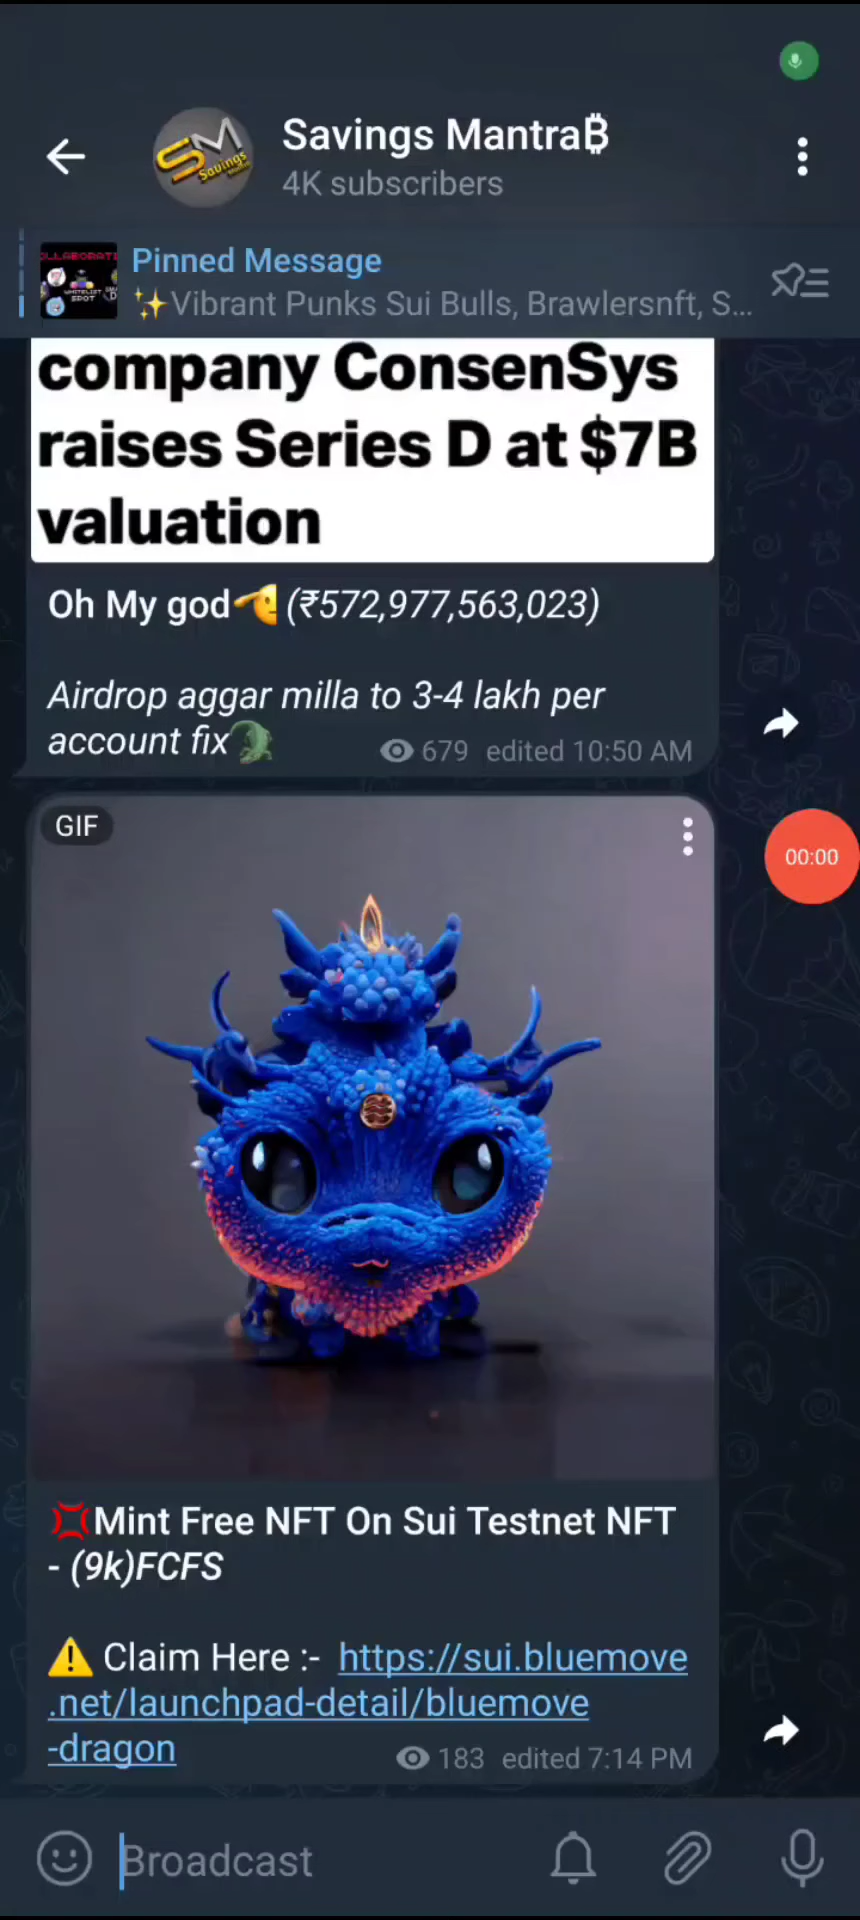 Savings Mantra₿
4K subscribers
Pinned Message
✨Vibrant Punks Sui Bulls, Brawlersnft, S...
company ConsenSys
raises Series D at $7B
valuation
Oh My god🫡(₹572,977,563,023)
Airdrop aggar milla to 3-4 lakh per
account fix🐊 679 edited 10:50 AM
GIF
00:00
💢Mint Free NFT On Sui Testnet NFT
- (9k)FCFS
⚠️ Claim Here :- https://sui.bluemove
.net/launchpad-detail/bluemove
-dragon 183 edited 7:14 PM
Broadcast